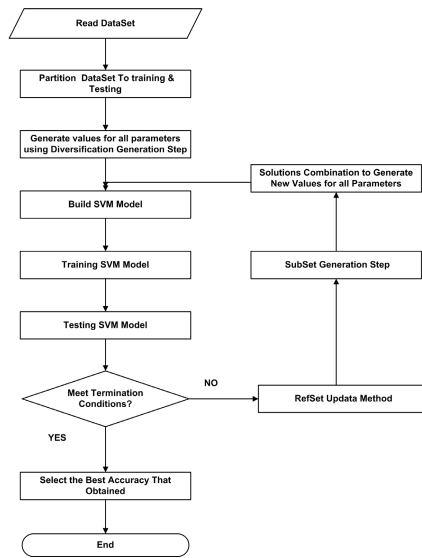 Read DataSet
Partition DataSet To training &
Testing
Generate values for all parameters
using Diversification Generation Step
Solutions Combination to Generate
New Values for all Parameters
Build SVM Model
Training SVM Model
SubSet Generation Step
Testing SVM Model
Meet Termination
Conditions?
NO
RefSet Updata Method
YES
Select the Best Accuracy That
Obtained
End